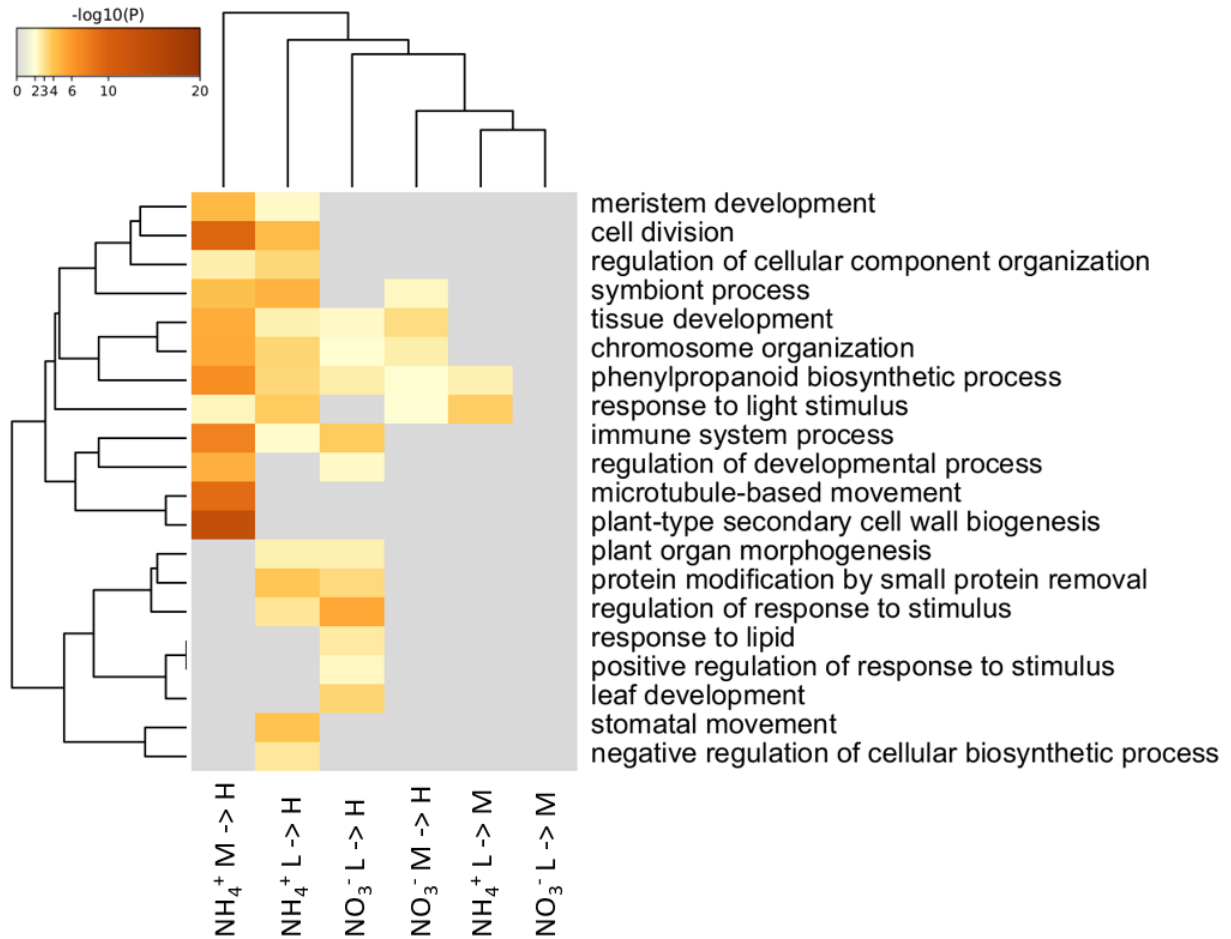 -log10(P)
0 2 3 4 6 10 20
meristem development
cell division
regulation of cellular component organization
symbiont process
tissue development
chromosome organization
phenylpropanoid biosynthetic process
response to light stimulus
immune system process
regulation of developmental process
microtubule-based movement
plant-type secondary cell wall biogenesis
plant organ morphogenesis
protein modification by small protein removal
regulation of response to stimulus
response to lipid
positive regulation of response to stimulus
leaf development
stomatal movement
negative regulation of cellular biosynthetic process
NH₄⁺ M -> H
NH₄⁺ L -> H
NO₃⁻ L -> H
NO₃⁻ M -> H
NH₄⁺ L -> M
NO₃⁻ L -> M